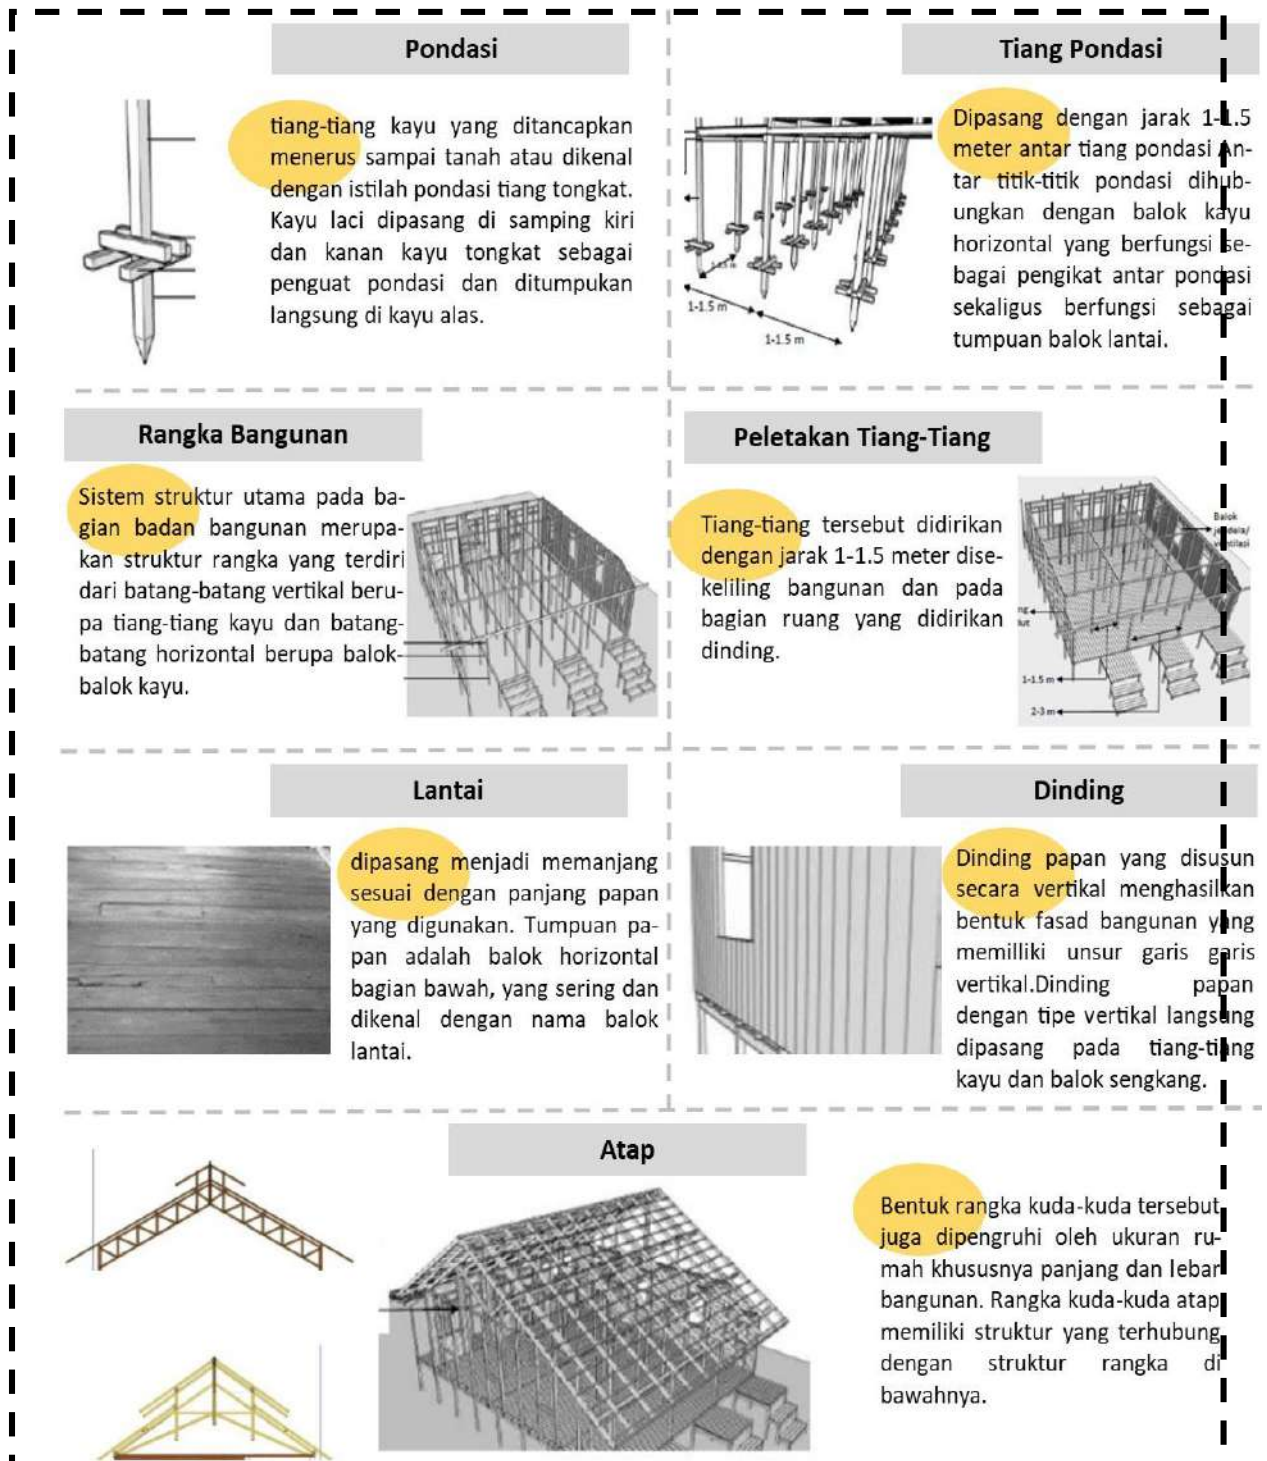 Pondasi
tiang-tiang kayu yang ditancapkan
menerus sampai tanah atau dikenal
dengan istilah pondasi tiang tongkat.
Kayu laci dipasang di samping kiri
dan kanan kayu tongkat sebagai
penguat pondasi dan ditumpukan
langsung di kayu alas.
Tiang Pondasi
Dipasang dengan jarak 1-1.5
meter antar tiang pondasi An-
tar titik-titik pondasi dihub-
ungkan dengan balok kayu
horizontal yang berfungsi se-
bagai pengikat antar pondasi
sekaligus berfungsi sebagai
tumpuan balok lantai.
1-1.5 m
1-1.5 m
Rangka Bangunan
Sistem struktur utama pada ba-
gian badan bangunan merupa-
kan struktur rangka yang terdiri
dari batang-batang vertikal beru-
pa tiang-tiang kayu dan batang-
batang horizontal berupa balok-
balok kayu.
Peletakan Tiang-Tiang
Tiang-tiang tersebut didirikan
dengan jarak 1-1.5 meter dise-
keliling bangunan dan pada
bagian ruang yang didirikan
dinding.
Balok
jendela/
ventilasi
1-1.5 m
2-3 m
Lantai
dipasang menjadi memanjang
sesuai dengan panjang papan
yang digunakan. Tumpuan pa-
pan adalah balok horizontal
bagian bawah, yang sering dan
dikenal dengan nama balok
lantai.
Dinding
Dinding papan yang disusun
secara vertikal menghasilkan
bentuk fasad bangunan yang
memilliki unsur garis garis
vertikal.Dinding papan
dengan tipe vertikal langsung
dipasang pada tiang-tiang
kayu dan balok sengkang.
Atap
Bentuk rangka kuda-kuda tersebut
juga dipengruhi oleh ukuran ru-
mah khususnya panjang dan lebar
bangunan. Rangka kuda-kuda atap
memiliki struktur yang terhubung
dengan struktur rangka di
bawahnya.